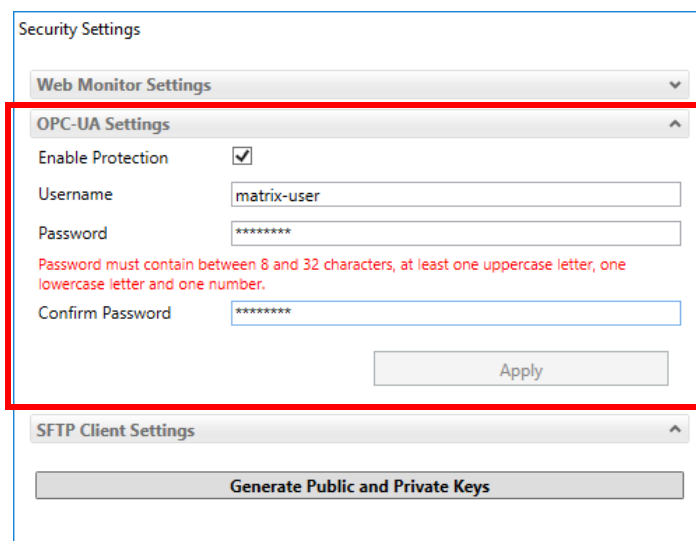 Security Settings
Web Monitor Settings
OPC-UA Settings
Enable Protection
Username matrix-user
Password ********
Password must contain between 8 and 32 characters, at least one uppercase letter, one
lowercase letter and one number.
Confirm Password ********
Apply
SFTP Client Settings
Generate Public and Private Keys